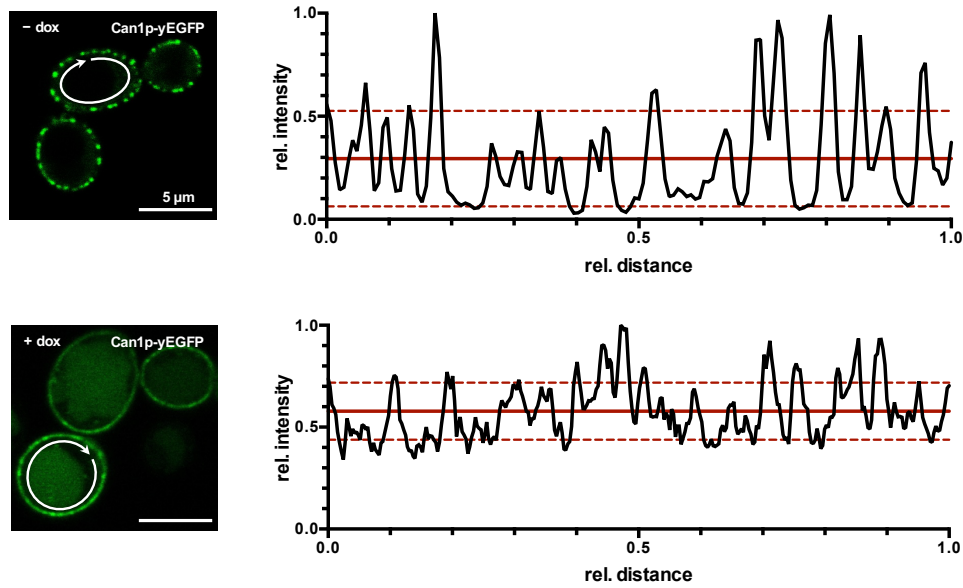 – dox Can1p-yEGFP
5 µm
rel. intensity
1.0
0.5
0.0
0.0 0.5 1.0
rel. distance
+ dox Can1p-yEGFP
rel. intensity
1.0
0.5
0.0
0.0 0.5 1.0
rel. distance